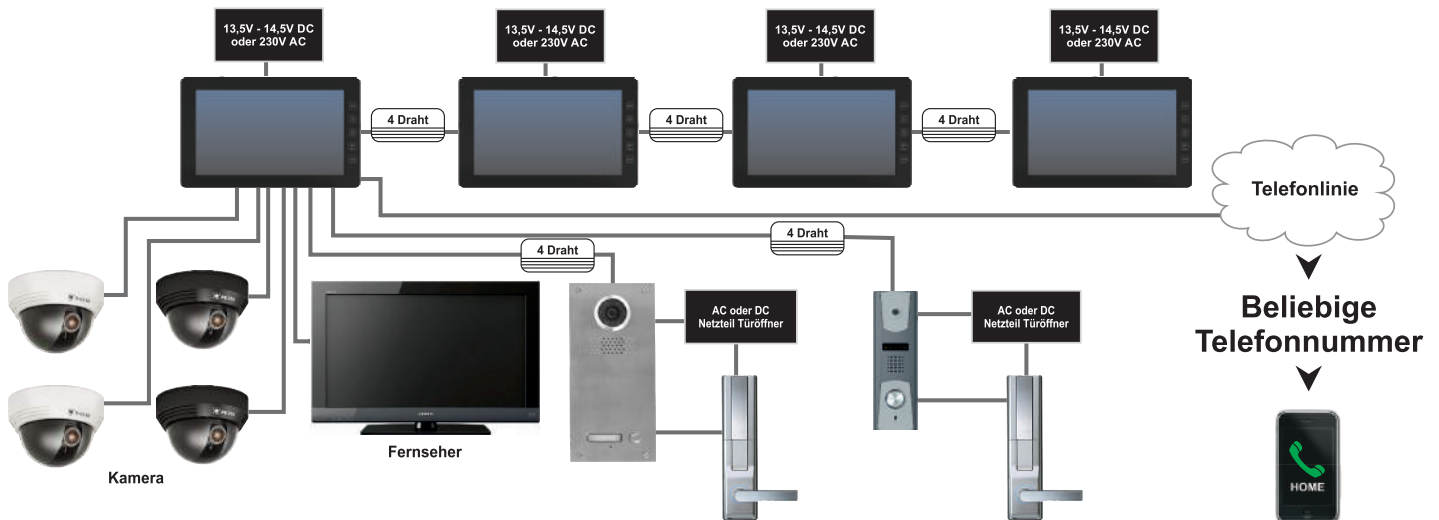 13,5V - 14,5V DC
oder 230V AC
13,5V - 14,5V DC
oder 230V AC
13,5V - 14,5V DC
oder 230V AC
13,5V - 14,5V DC
oder 230V AC
4 Draht
4 Draht
4 Draht
Telefonlinie
4 Draht
4 Draht
AC oder DC
Netzteil Türöffner
AC oder DC
Netzteil Türöffner
Beliebige
Telefonnummer
Fernseher
Kamera
HOME